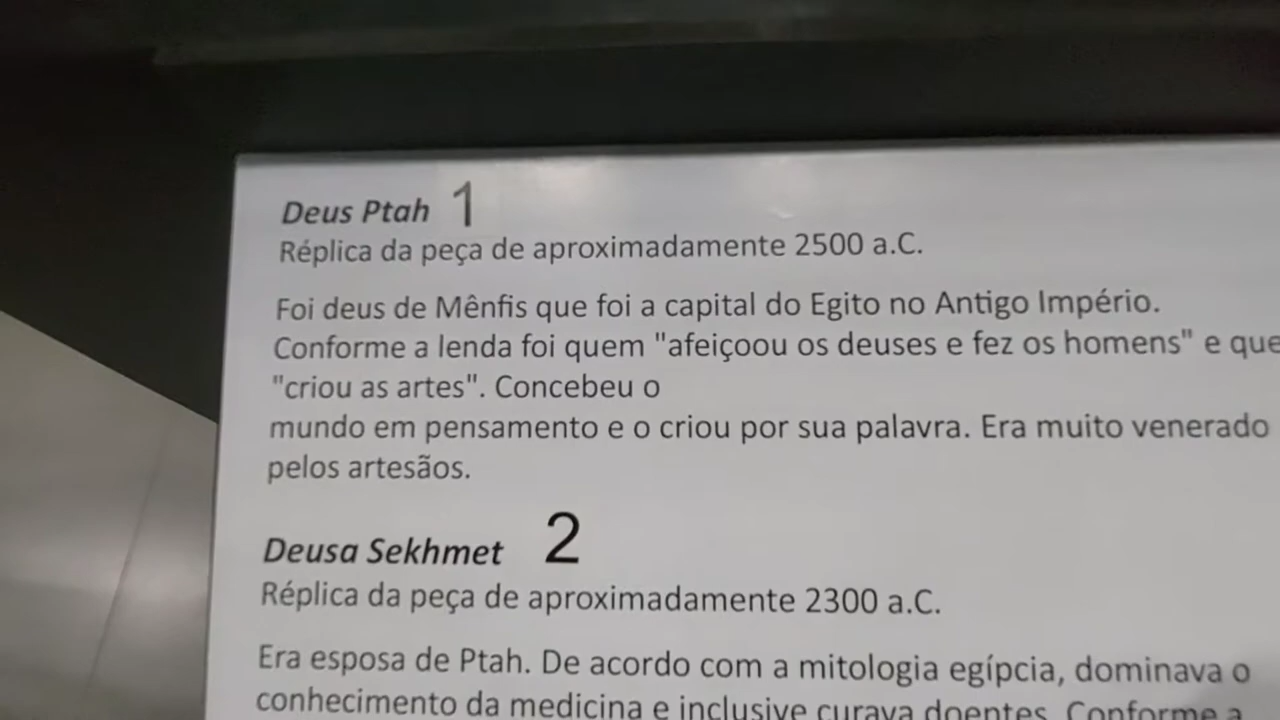 Deus Ptah 1
Réplica da peça de aproximadamente 2500 a.C.
Foi deus de Mênfis que foi a capital do Egito no Antigo Império.
Conforme a lenda foi quem "afeiçoou os deuses e fez os homens" e que
"criou as artes". Concebeu o
mundo em pensamento e o criou por sua palavra. Era muito venerado
pelos artesãos.
Deusa Sekhmet 2
Réplica da peça de aproximadamente 2300 a.C.
Era esposa de Ptah. De acordo com a mitologia egípcia, dominava o
conhecimento da medicina e inclusive curava doentes. Conforme a